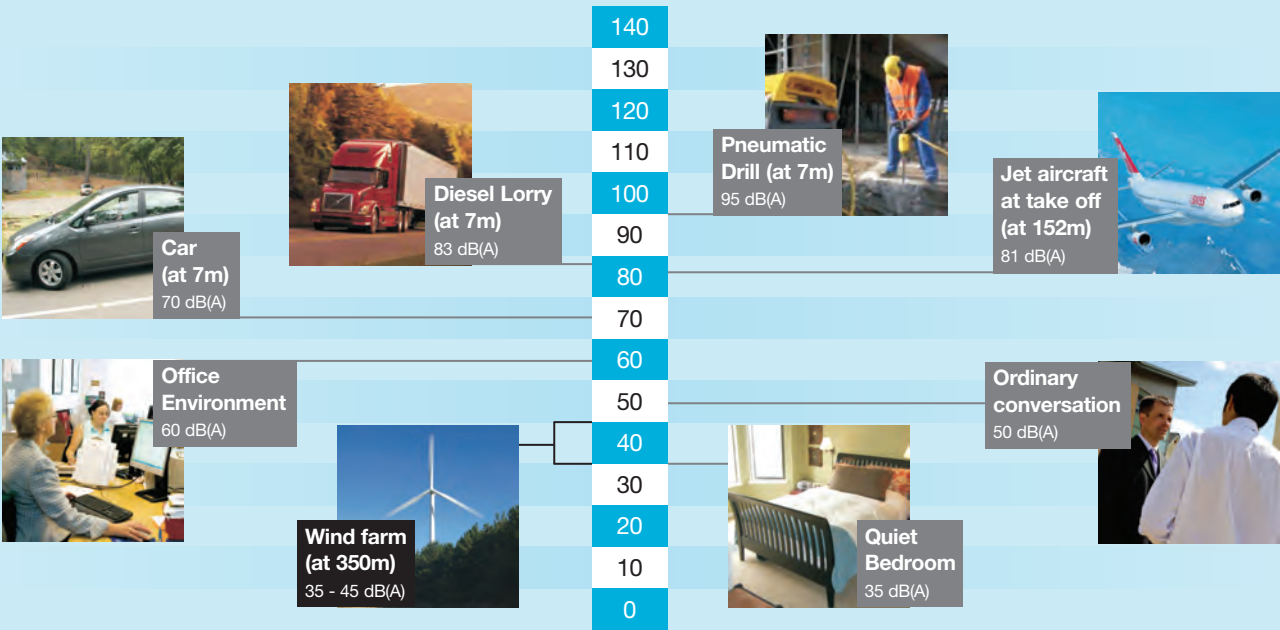 140
130
120
110
100
90
80
70
60
50
40
30
20
10
0
Car
(at 7m)
70 dB(A)
Diesel Lorry
(at 7m)
83 dB(A)
Pneumatic
Drill (at 7m)
95 dB(A)
Jet aircraft
at take off
(at 152m)
81 dB(A)
Office
Environment
60 dB(A)
Wind farm
(at 350m)
35 - 45 dB(A)
Quiet
Bedroom
35 dB(A)
Ordinary
conversation
50 dB(A)